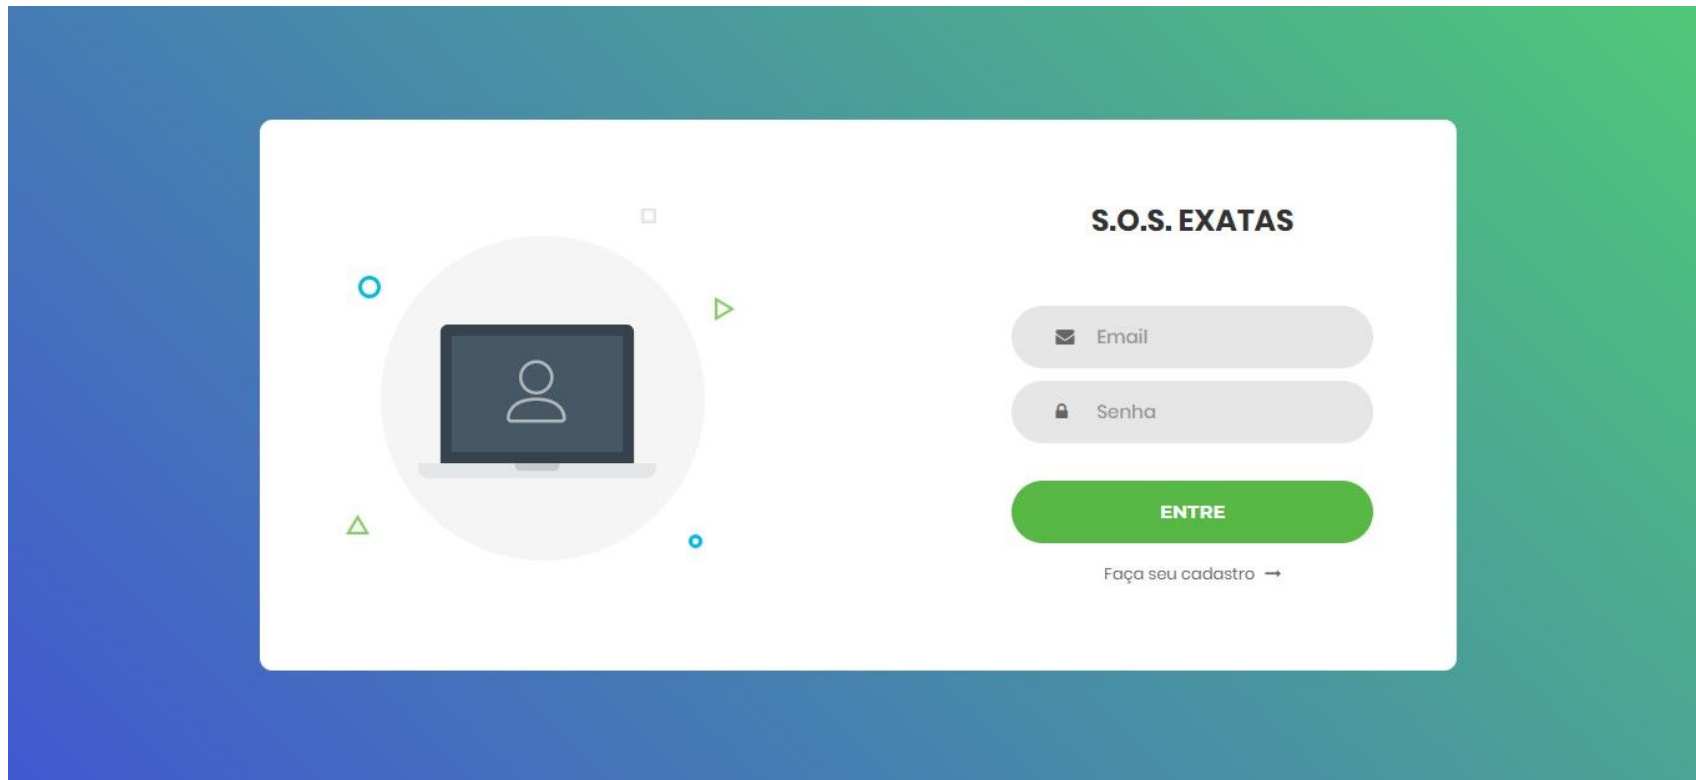 S.O.S. EXATAS
Email
Senha
ENTRE
Faça seu cadastro →